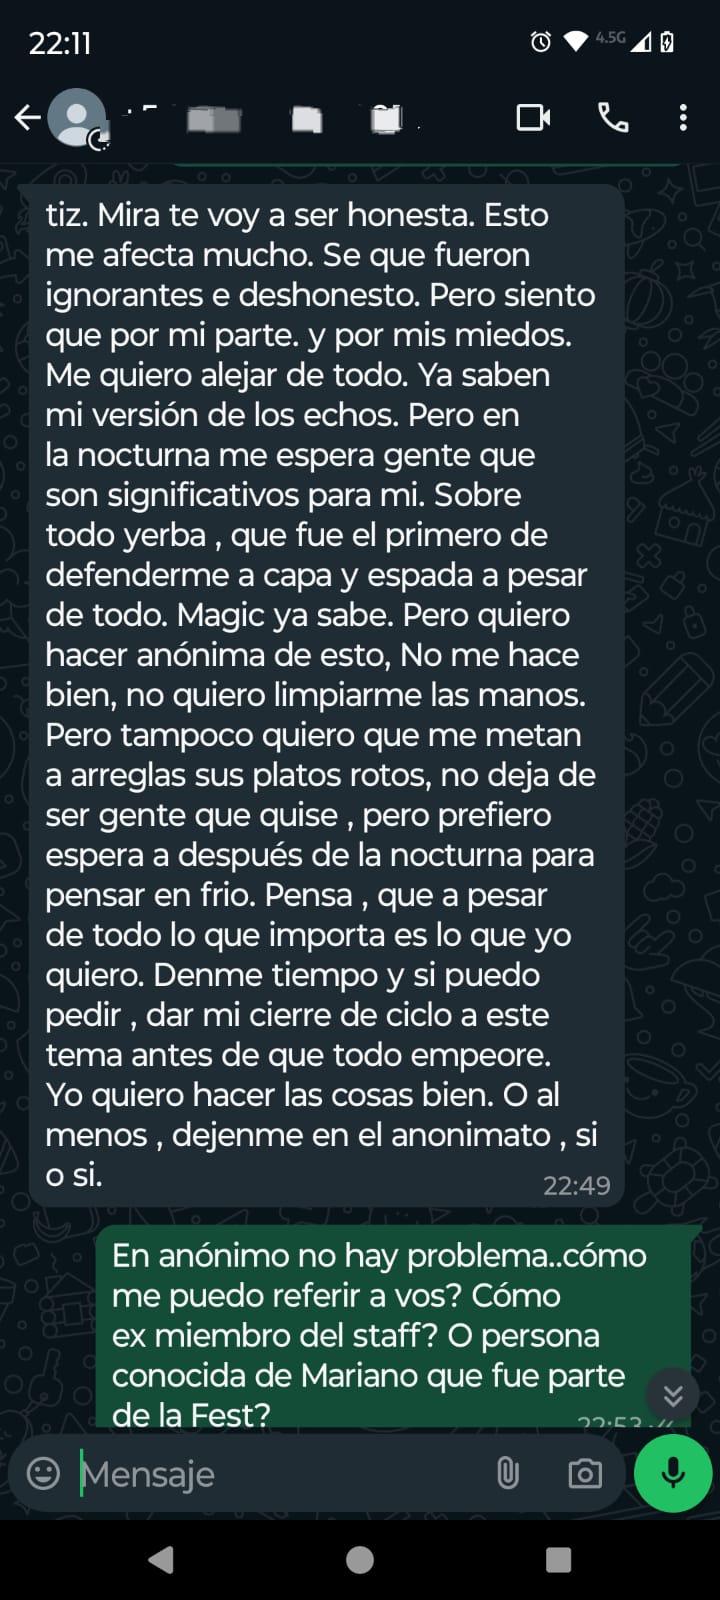 22:11
4.5G
tiz. Mira te voy a ser honesta. Esto
me afecta mucho. Se que fueron
ignorantes e deshonesto. Pero siento
que por mi parte. y por mis miedos.
Me quiero alejar de todo. Ya saben
mi versión de los echos. Pero en
la nocturna me espera gente que
son significativos para mi. Sobre
todo yerba , que fue el primero de
defenderme a capa y espada a pesar
de todo. Magic ya sabe. Pero quiero
hacer anónima de esto, No me hace
bien, no quiero limpiarme las manos.
Pero tampoco quiero que me metan
a arreglas sus platos rotos, no deja de
ser gente que quise , pero prefiero
espera a después de la nocturna para
pensar en frio. Pensa , que a pesar
de todo lo que importa es lo que yo
quiero. Denme tiempo y si puedo
pedir , dar mi cierre de ciclo a este
tema antes de que todo empeore.
Yo quiero hacer las cosas bien. O al
menos , dejenme en el anonimato , si
o si.
22:49
En anónimo no hay problema..cómo
me puedo referir a vos? Cómo
ex miembro del staff? O persona
conocida de Mariano que fue parte
de la Fest?
22:53
Mensaje